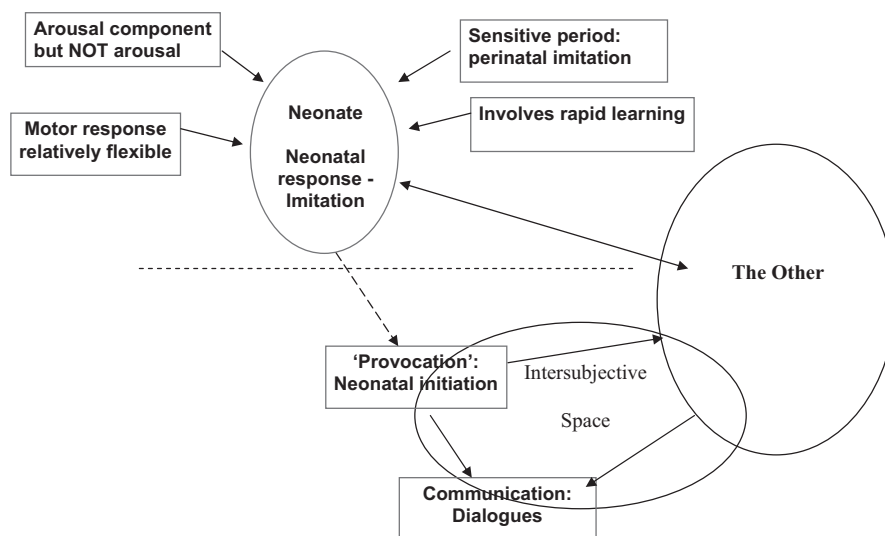 Arousal component
but NOT arousal
Sensitive period:
perinatal imitation
Motor response
relatively flexible
Neonate
Neonatal
response -
Imitation
Involves rapid learning
The Other
‘Provocation’:
Neonatal initiation
Intersubjective
Space
Communication:
Dialogues